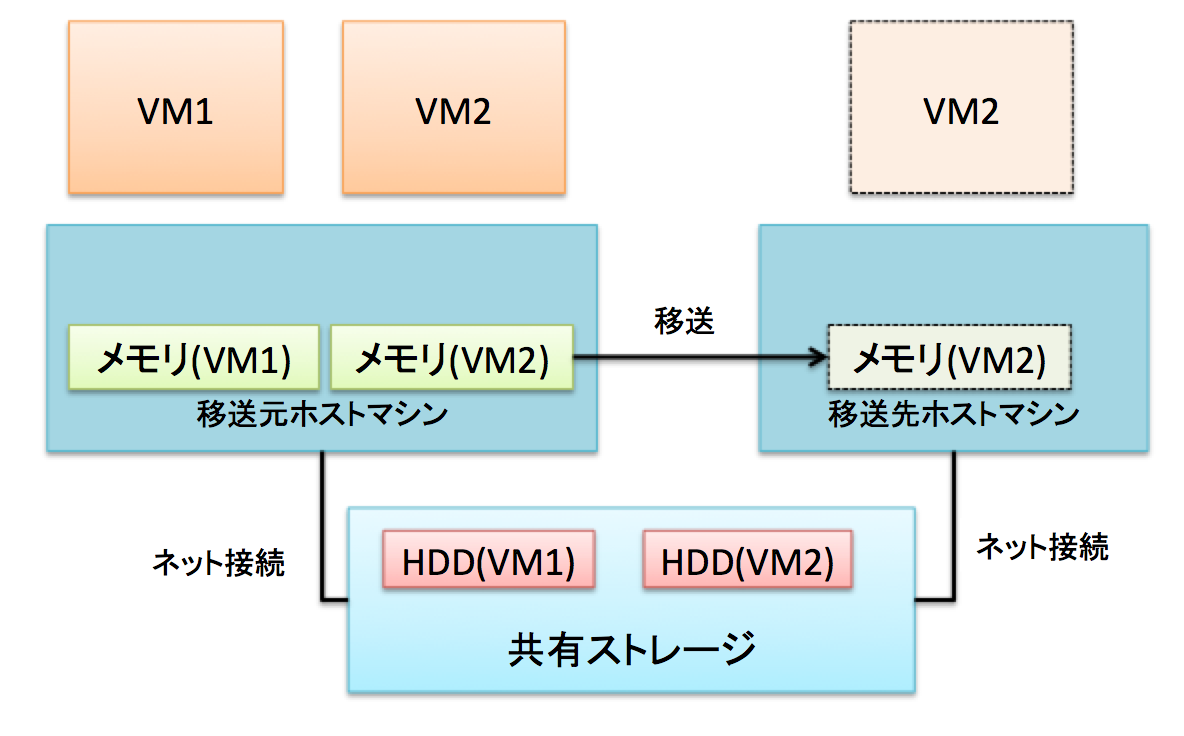 VM1
VM2
VM2
移送
メモリ(VM1)
メモリ(VM2)
メモリ(VM2)
移送元ホストマシン
移送先ホストマシン
ネット接続
HDD(VM1)
HDD(VM2)
ネット接続
共有ストレージ